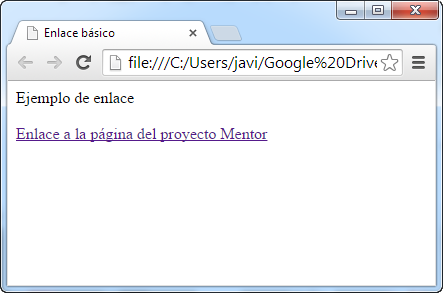 Enlace básico
file:///C:/Users/javi/Google%20Drive
Ejemplo de enlace
Enlace a la página del proyecto Mentor